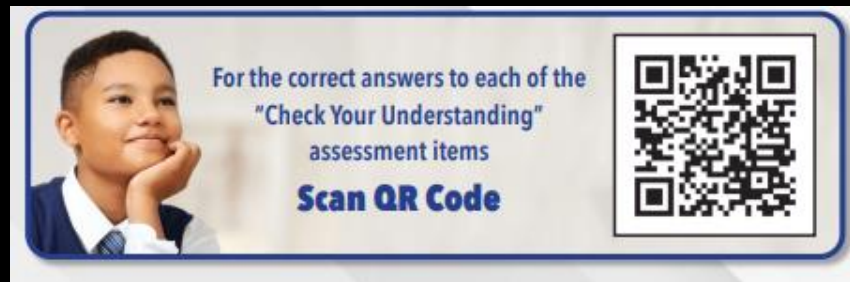 For the correct answers to each of the
"Check Your Understanding"
assessment items
Scan QR Code